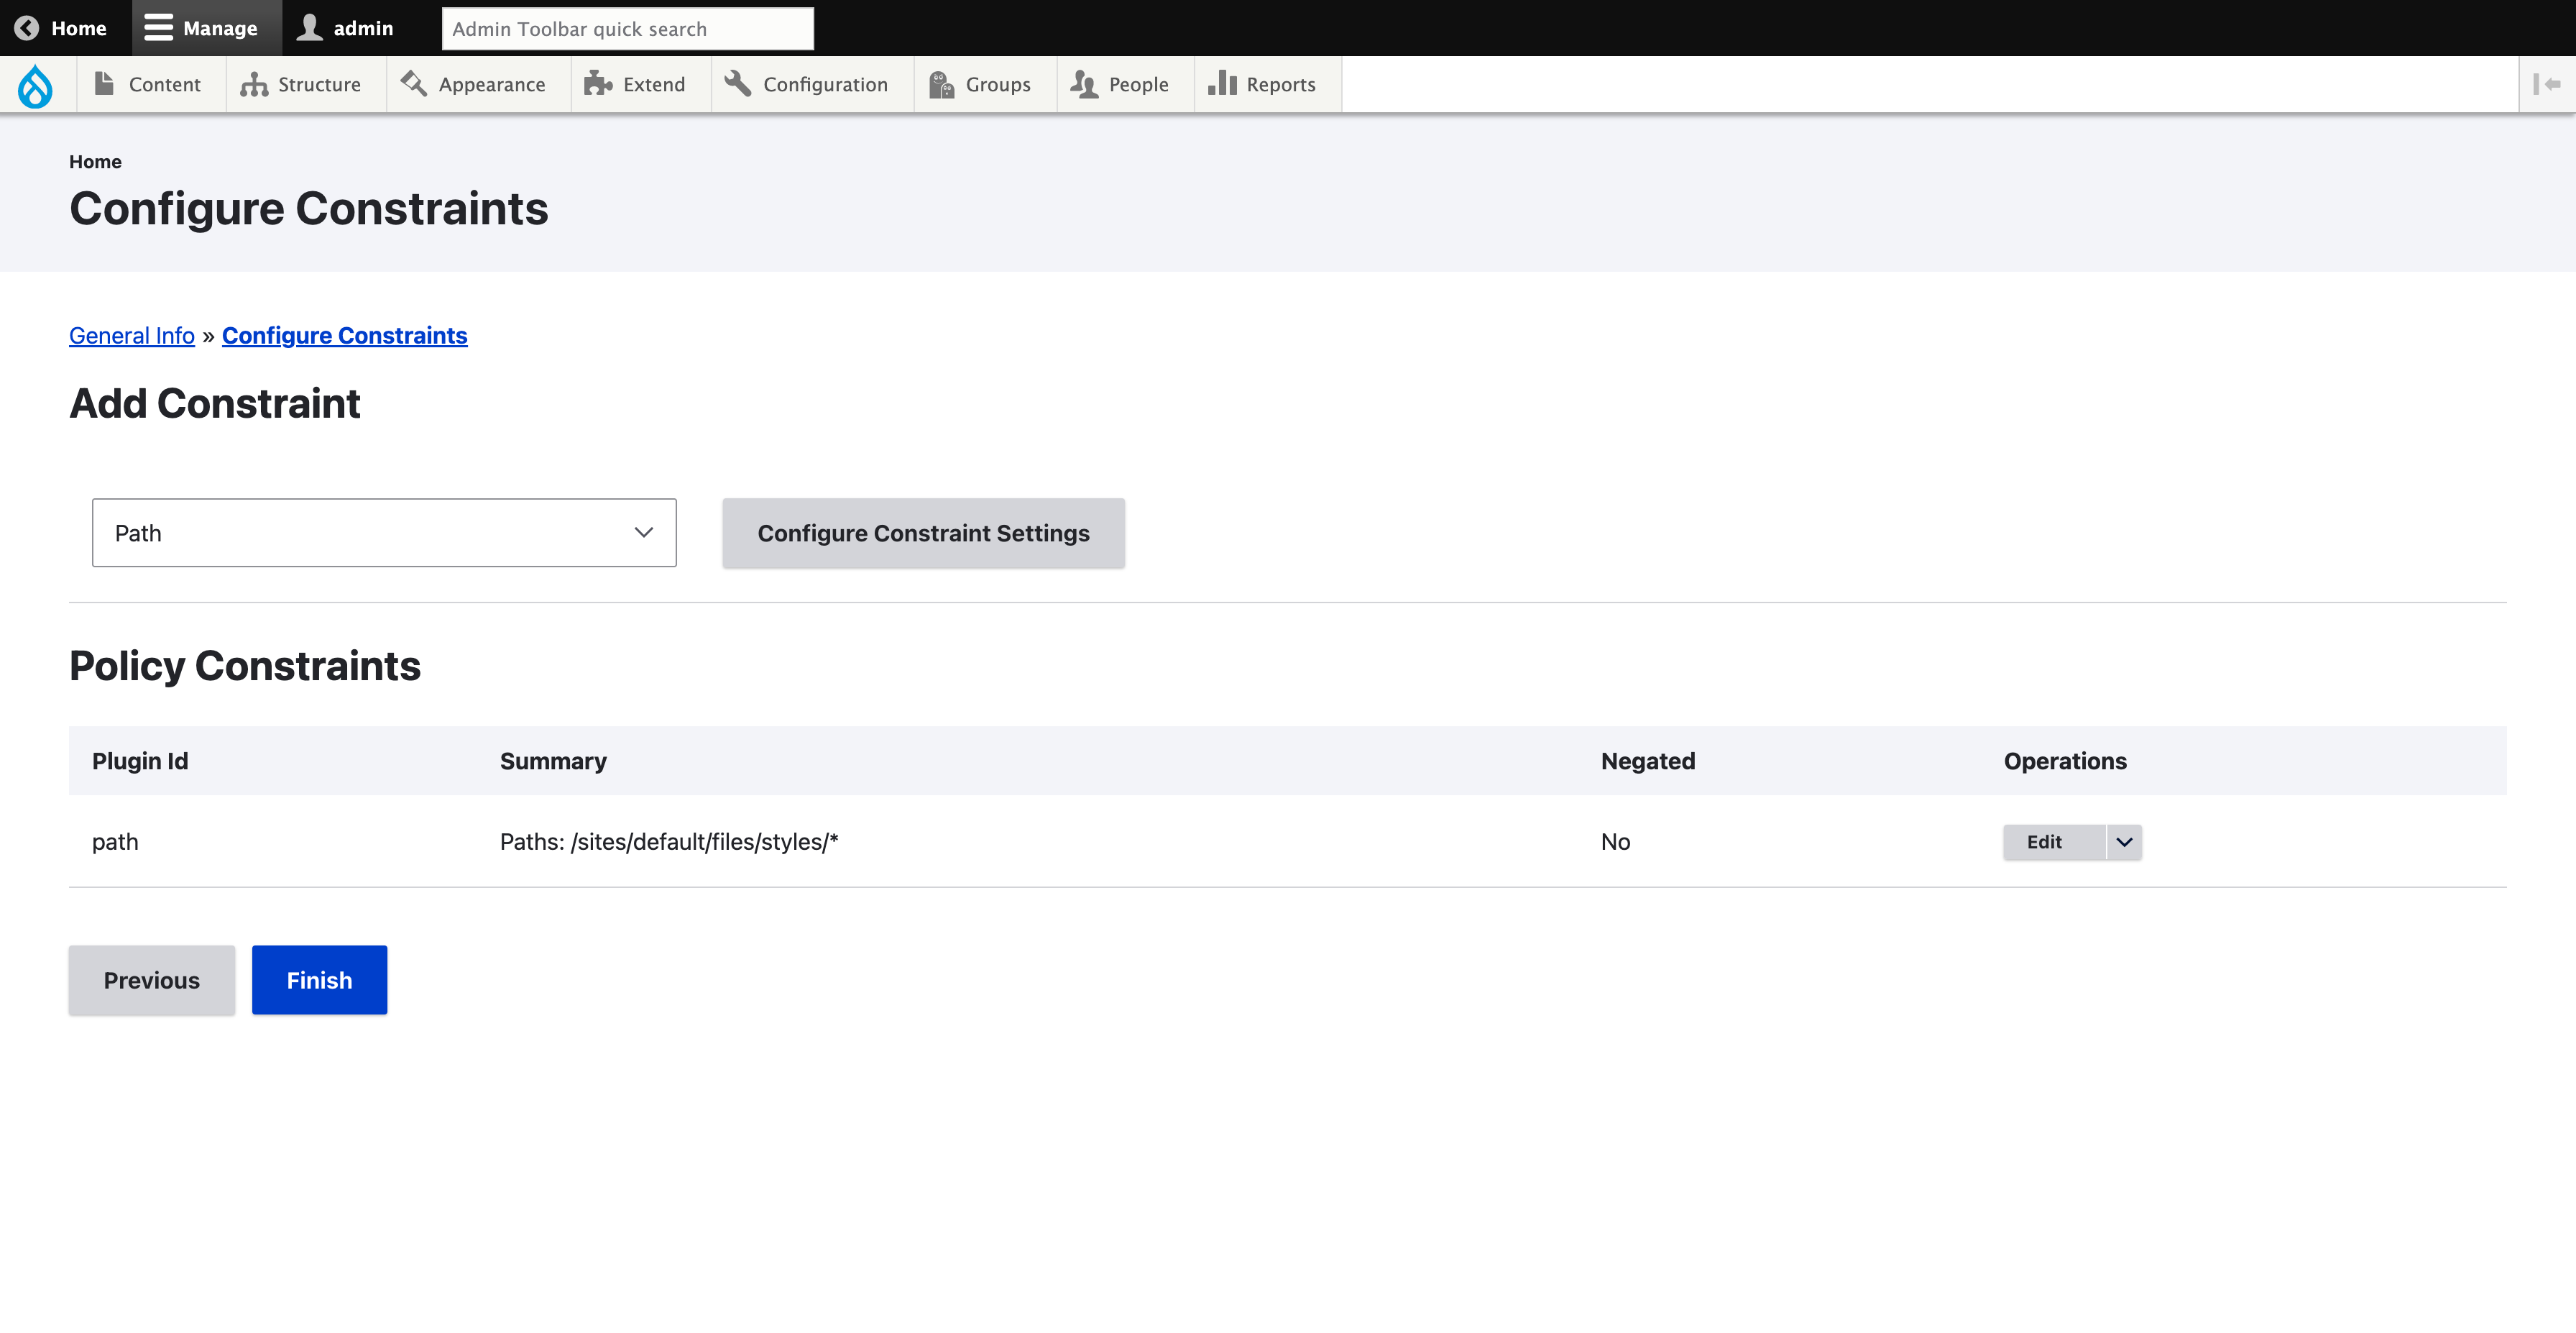 Home Manage admin Admin Toolbar quick search
Content Structure Appearance Extend Configuration Groups People Reports
Home
Configure Constraints
General Info » Configure Constraints
Add Constraint
Path Configure Constraint Settings
Policy Constraints
Plugin Id Summary Negated Operations
path Paths: /sites/default/files/styles/* No Edit
Previous Finish